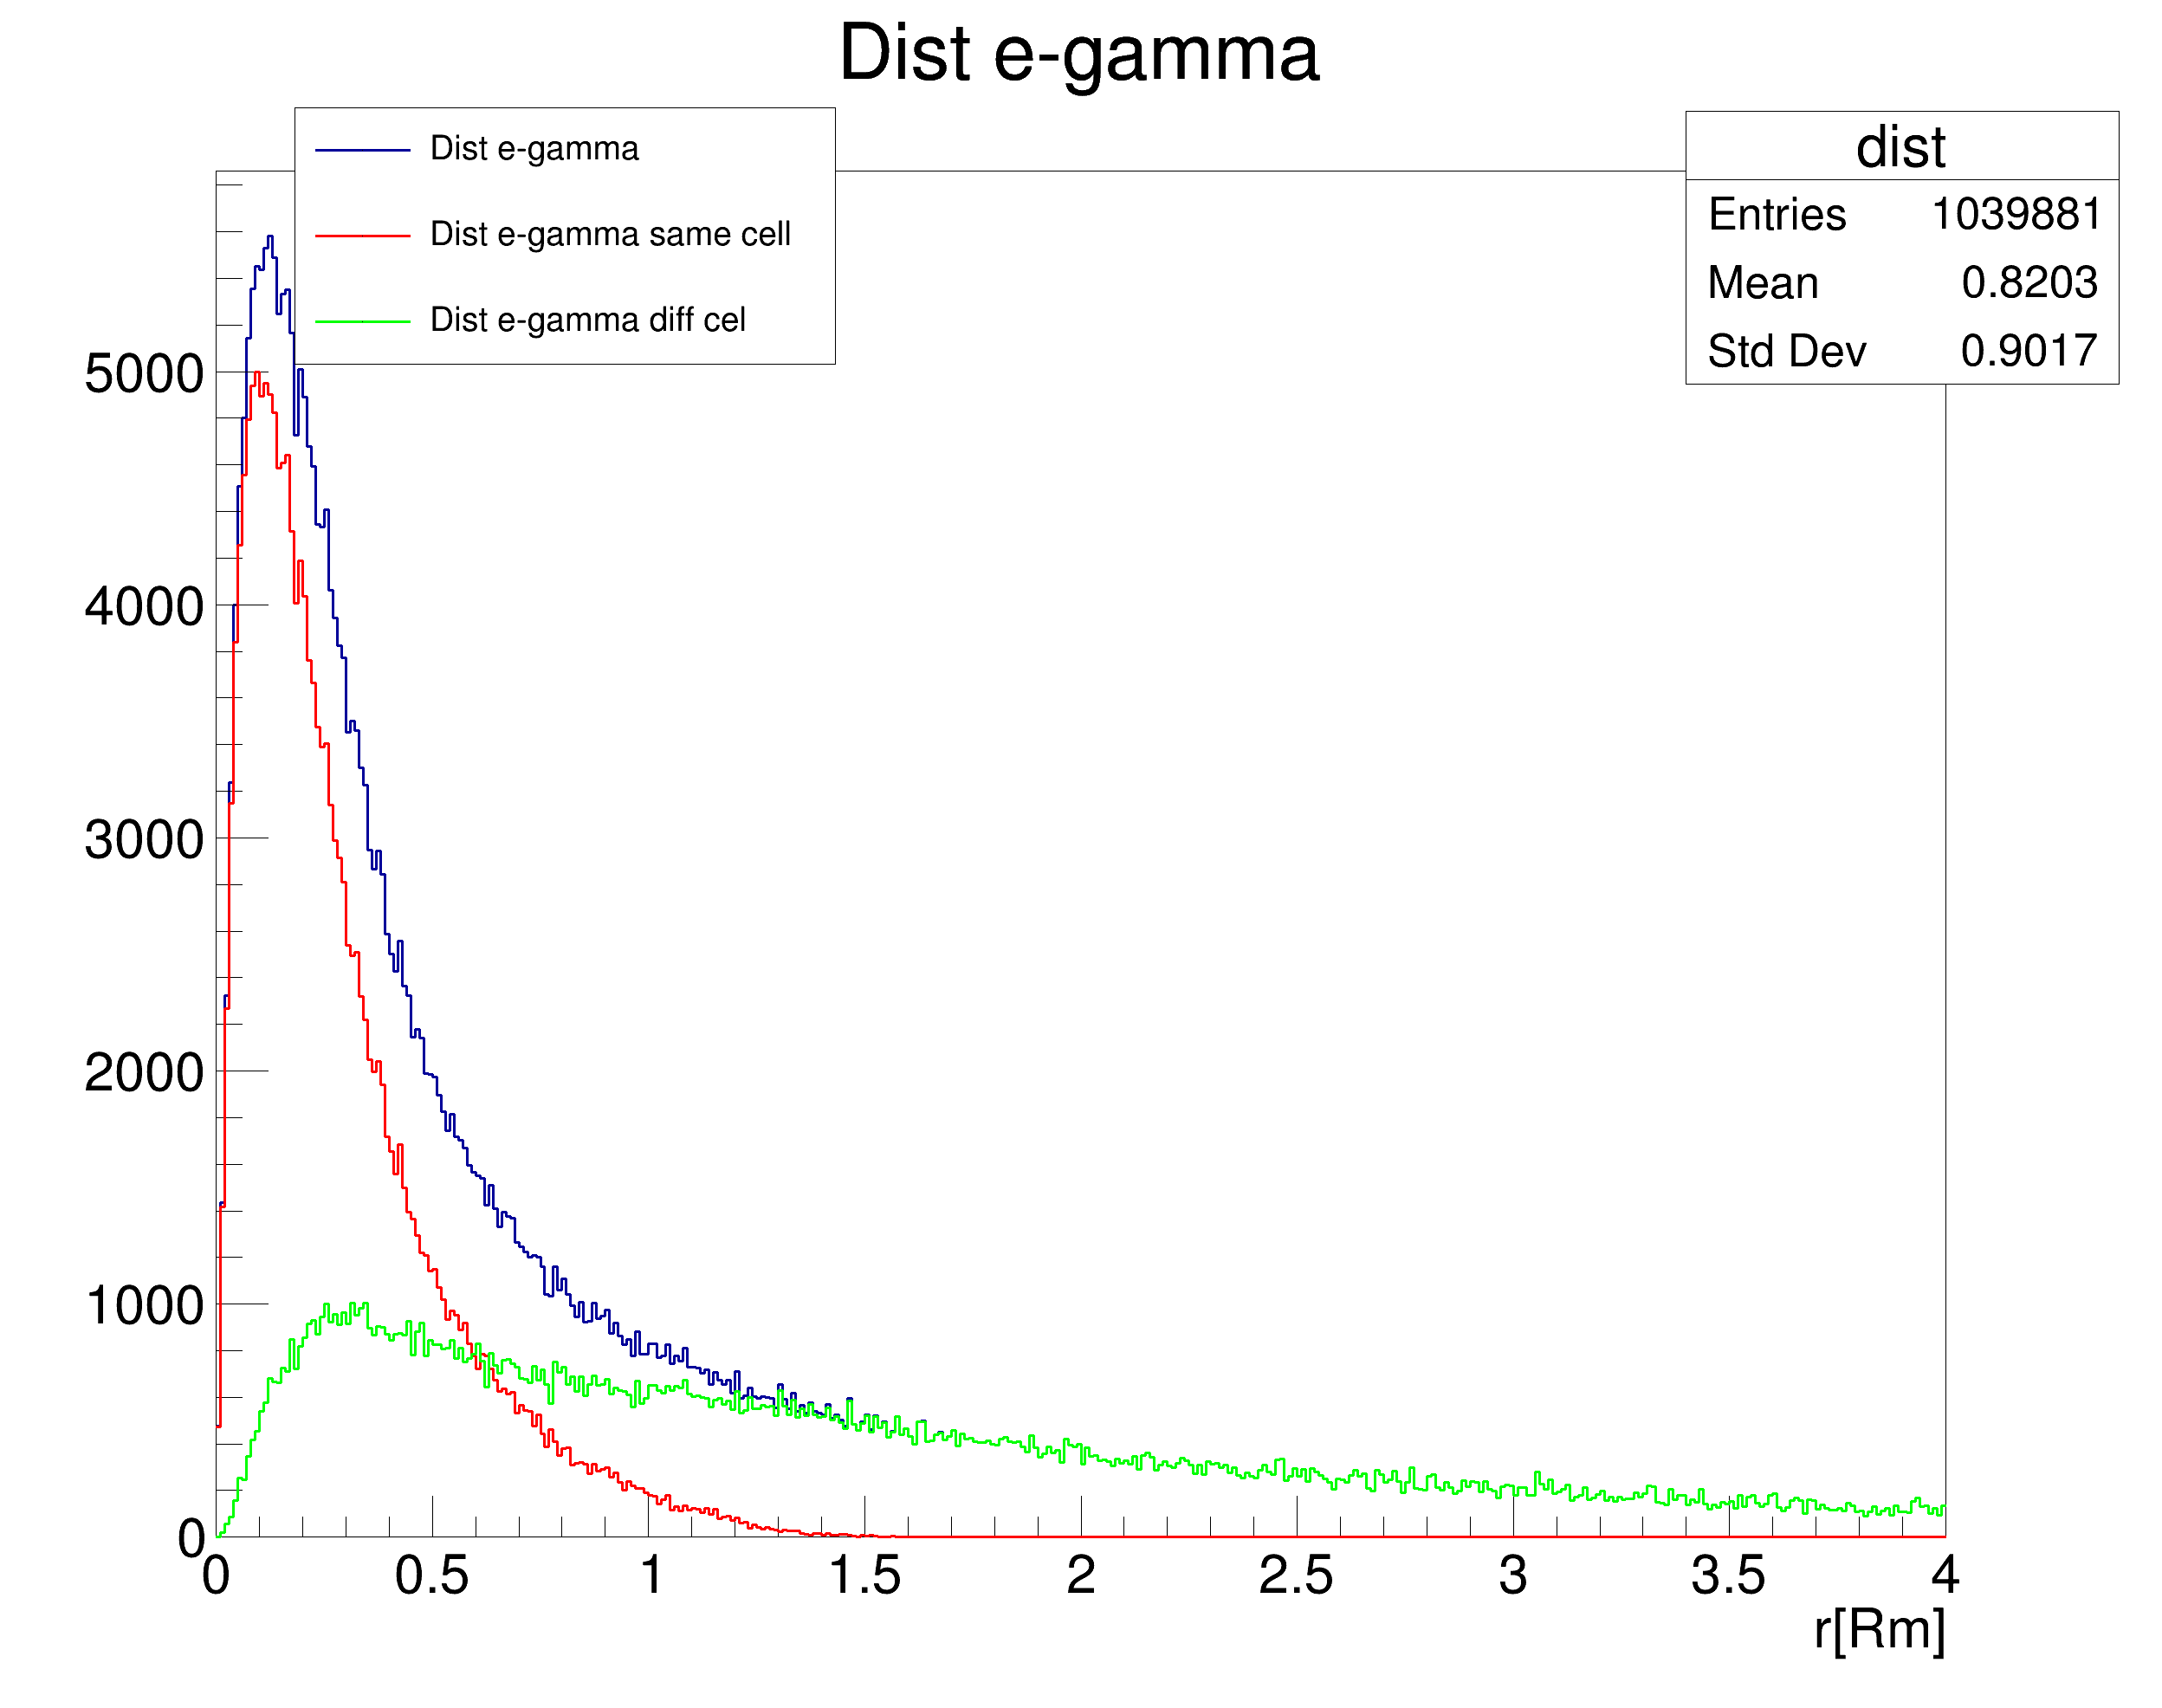 Dist e-gamma
Dist e-gamma
Dist e-gamma same cell
Dist e-gamma diff cel
dist
Entries 1039881
Mean 0.8203
Std Dev 0.9017
5000
4000
3000
2000
1000
0
0 0.5 1 1.5 2 2.5 3 3.5 4
r[Rm]